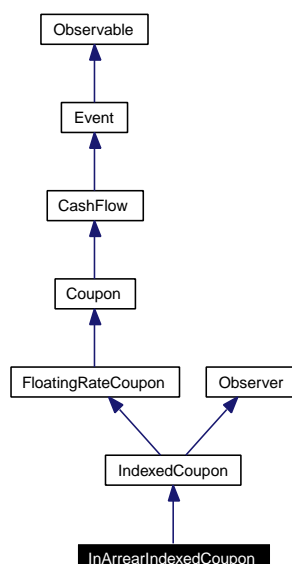 Observable
Event
CashFlow
Coupon
FloatingRateCoupon Observer
IndexedCoupon
InArrearIndexedCoupon